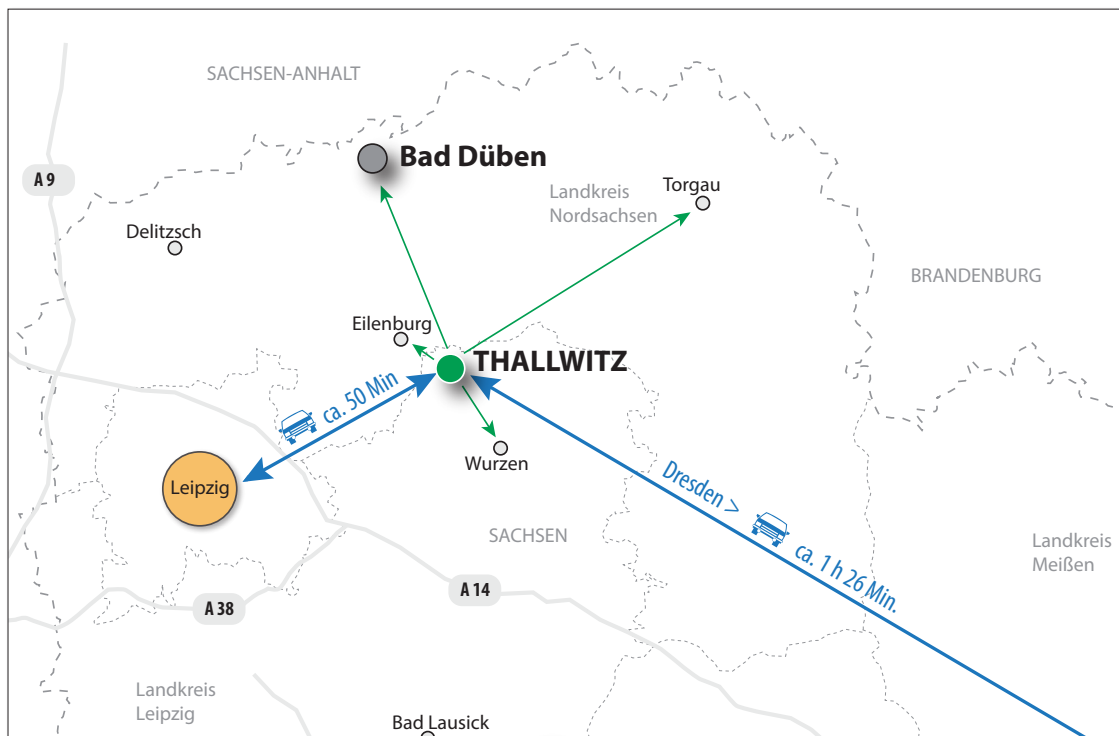 SACHSEN-ANHALT
Bad Düben
A 9
Torgau
Landkreis
Nordsachsen
Delitzsch
BRANDENBURG
Eilenburg
THALLWITZ
ca. 50 Min
Wurzen
Leipzig
Dresden >
ca. 1 h 26 Min.
SACHSEN
Landkreis
Meißen
A 14
A 38
Landkreis
Leipzig
Bad Lausick